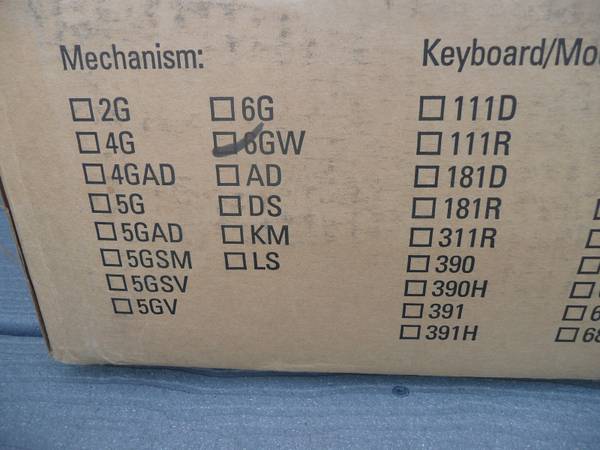 Mechanism:
☐ 2G
☐ 4G
☐ 4GAD
☐ 5G
☐ 5GAD
☐ 5GSM
☐ 5GSV
☐ 5GV
☐ 6G
☑ 6GW
☐ AD
☐ DS
☐ KM
☐ LS
Keyboard/Mo
☐ 111D
☐ 111R
☐ 181D
☐ 181R
☐ 311R
☐ 390
☐ 390H
☐ 391
☐ 391H